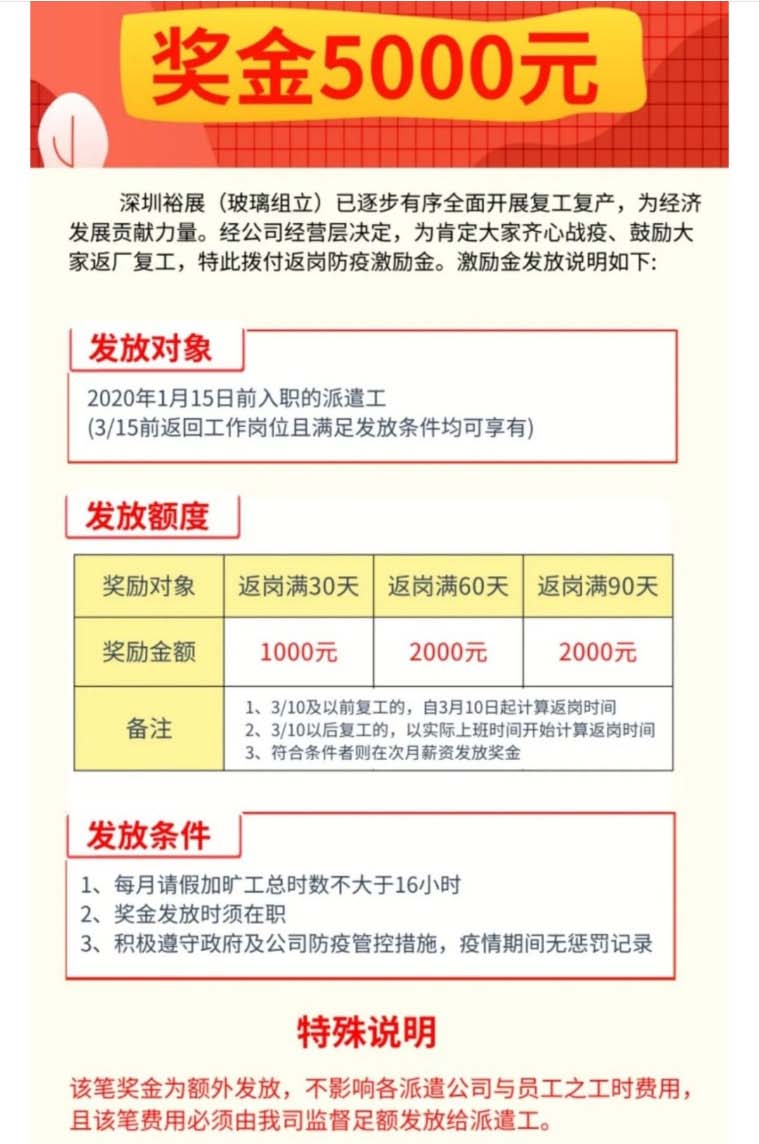 奖金5000元
深圳裕展（玻璃组立）已逐步有序全面开展复工复产，为经济
发展贡献力量。经公司经营层决定，为肯定大家齐心战疫、鼓励大
家返厂复工，特此拨付返岗防疫激励金。激励金发放说明如下:
发放对象
2020年1月15日前入职的派遣工
(3/15前返回工作岗位且满足发放条件均可享有)
发放额度
奖励对象 返岗满30天 返岗满60天 返岗满90天
奖励金额 1000元 2000元 2000元
备注
1、3/10及以前复工的，自3月10日起计算返岗时间
2、3/10以后复工的，以实际上班时间开始计算返岗时间
3、符合条件者则在次月薪资发放奖金
发放条件
1、每月请假加旷工总时数不大于16小时
2、奖金发放时须在职
3、积极遵守政府及公司防疫管控措施，疫情期间无惩罚记录
特殊说明
该笔奖金为额外发放，不影响各派遣公司与员工之工时费用，
且该笔费用必须由我司监督足额发放给派遣工。